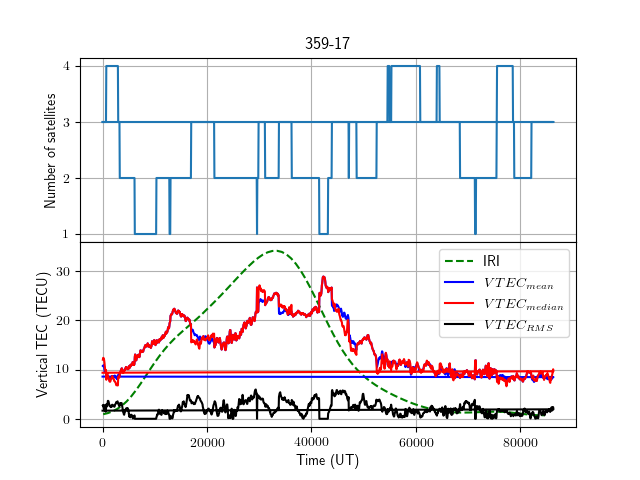 359-17
Number of satellites
4
3
2
1
Vertical TEC (TECU)
30
20
10
0
IRI
VTEC_mean
VTEC_median
VTEC_RMS
0 20000 40000 60000 80000
Time (UT)